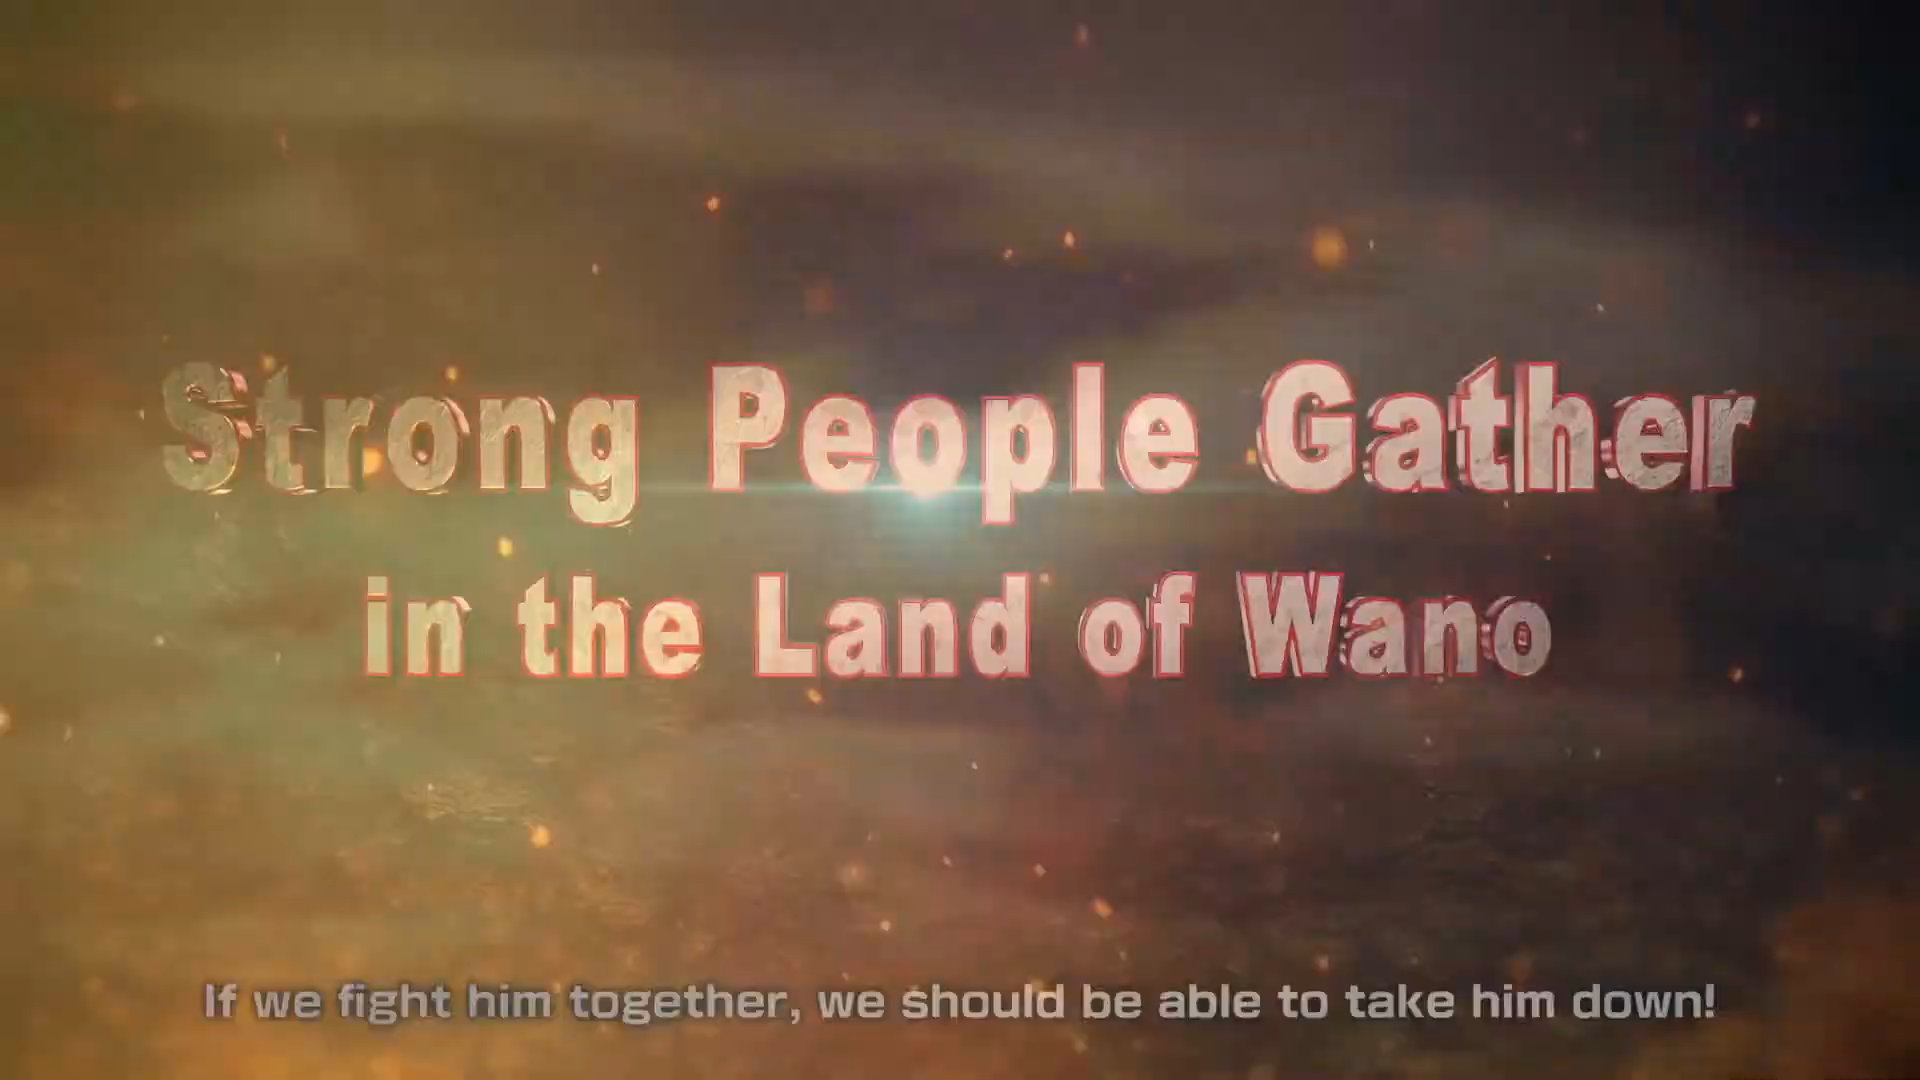 Strong People Gather
in the Land of Wano
If we fight him together, we should be able to take him down!